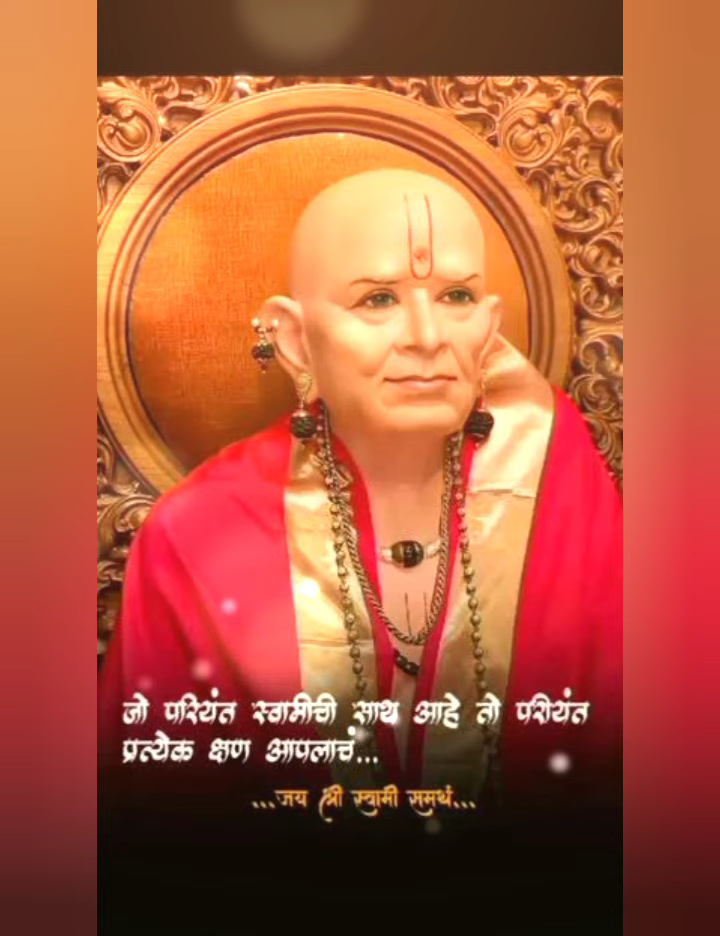 जो परियंत स्वामीची साथ आहे तो परीयंत
प्रत्येक क्षण आपलाचं...
...जय श्री स्वामी समर्थ...